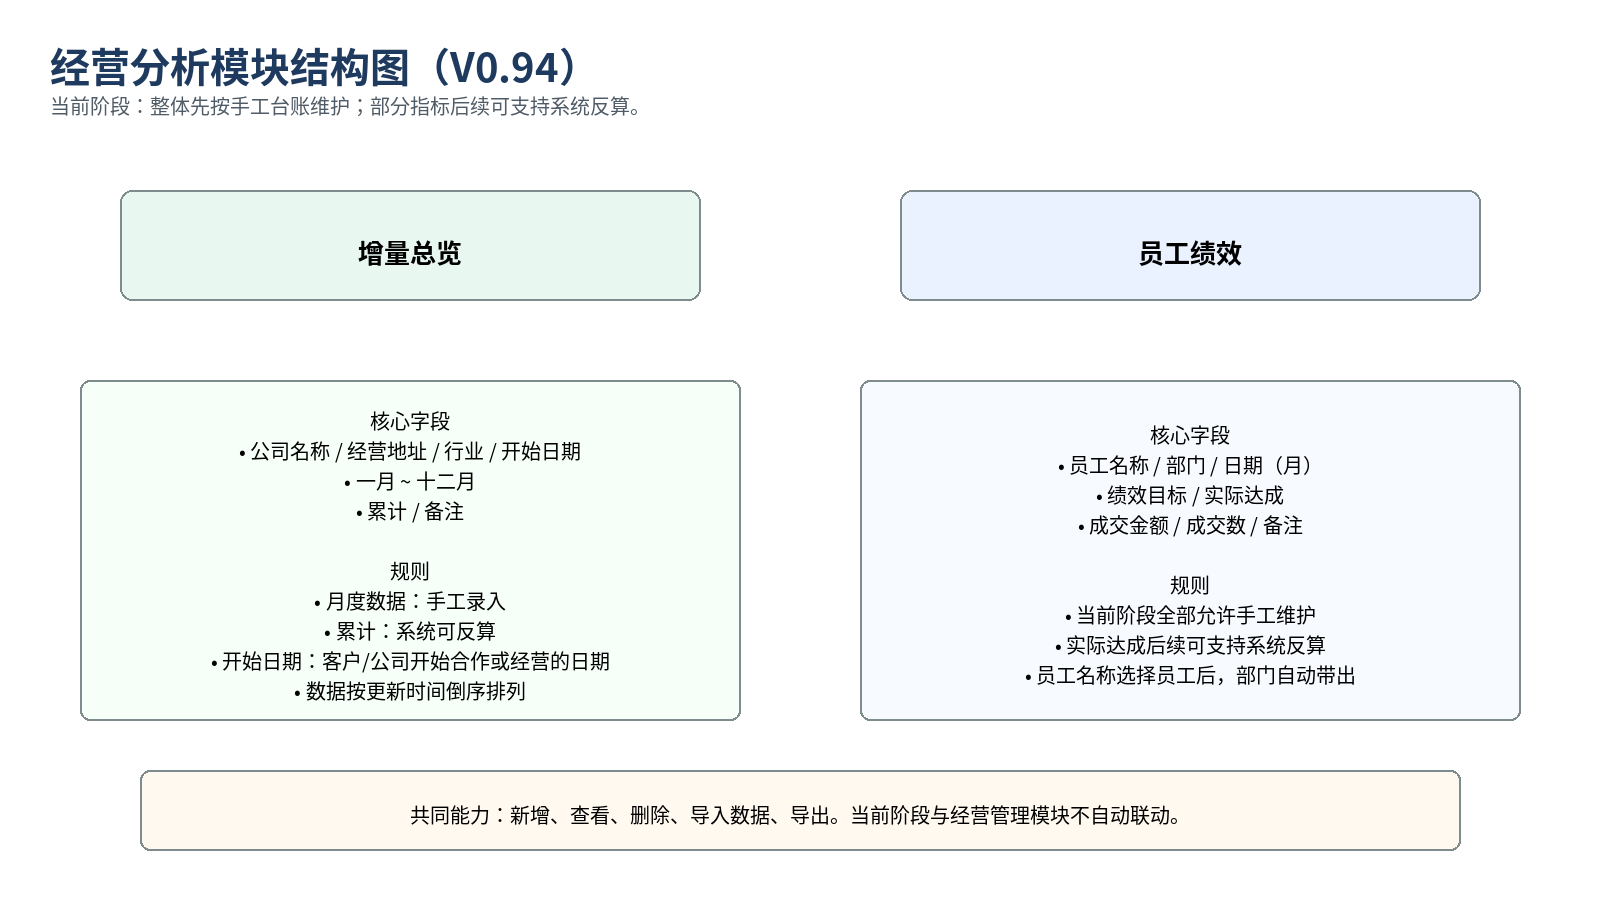 经营分析模块结构图（V0.94）
当前阶段：整体先按手工台账维护；部分指标后续可支持系统反算。
增量总览
核心字段
• 公司名称 / 经营地址 / 行业 / 开始日期
• 一月 ~ 十二月
• 累计 / 备注
规则
• 月度数据：手工录入
• 累计：系统可反算
• 开始日期：客户/公司开始合作或经营的日期
• 数据按更新时间倒序排列
员工绩效
核心字段
• 员工名称 / 部门 / 日期（月）
• 绩效目标 / 实际达成
• 成交金额 / 成交数 / 备注
规则
• 当前阶段全部允许手工维护
• 实际达成后续可支持系统反算
• 员工名称选择员工后，部门自动带出
共同能力：新增、查看、删除、导入数据、导出。当前阶段与经营管理模块不自动联动。